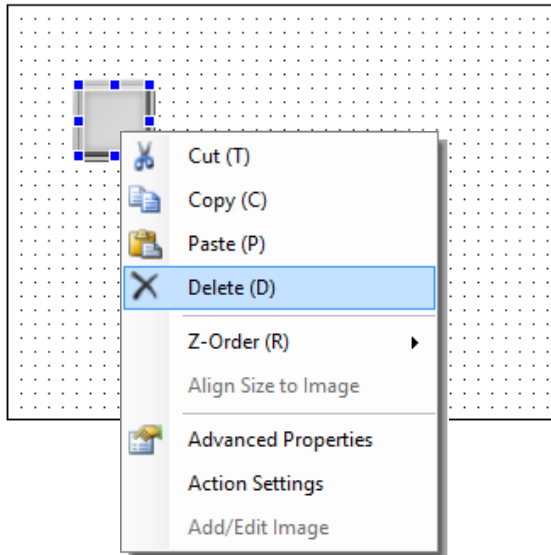 Cut (T)
Copy (C)
Paste (P)
Delete (D)
Z-Order (R)
Align Size to Image
Advanced Properties
Action Settings
Add/Edit Image